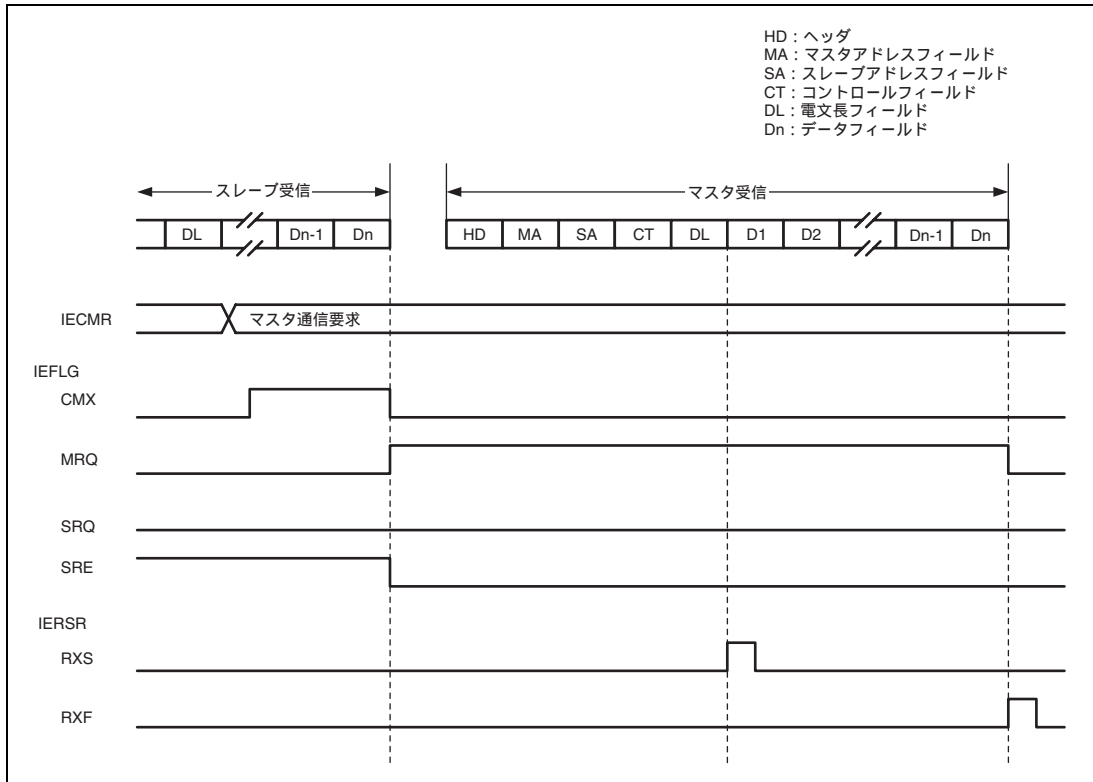 HD：ヘッダ
MA：マスタアドレスフィールド
SA：スレーブアドレスフィールド
CT：コントロールフィールド
DL：電文長フィールド
Dn：データフィールド
スレーブ受信 マスタ受信
DL Dn-1 Dn HD MA SA CT DL D1 D2 Dn-1 Dn
IECMR マスタ通信要求
IEFLG
CMX
MRQ
SRQ
SRE
IERSR
RXS
RXF